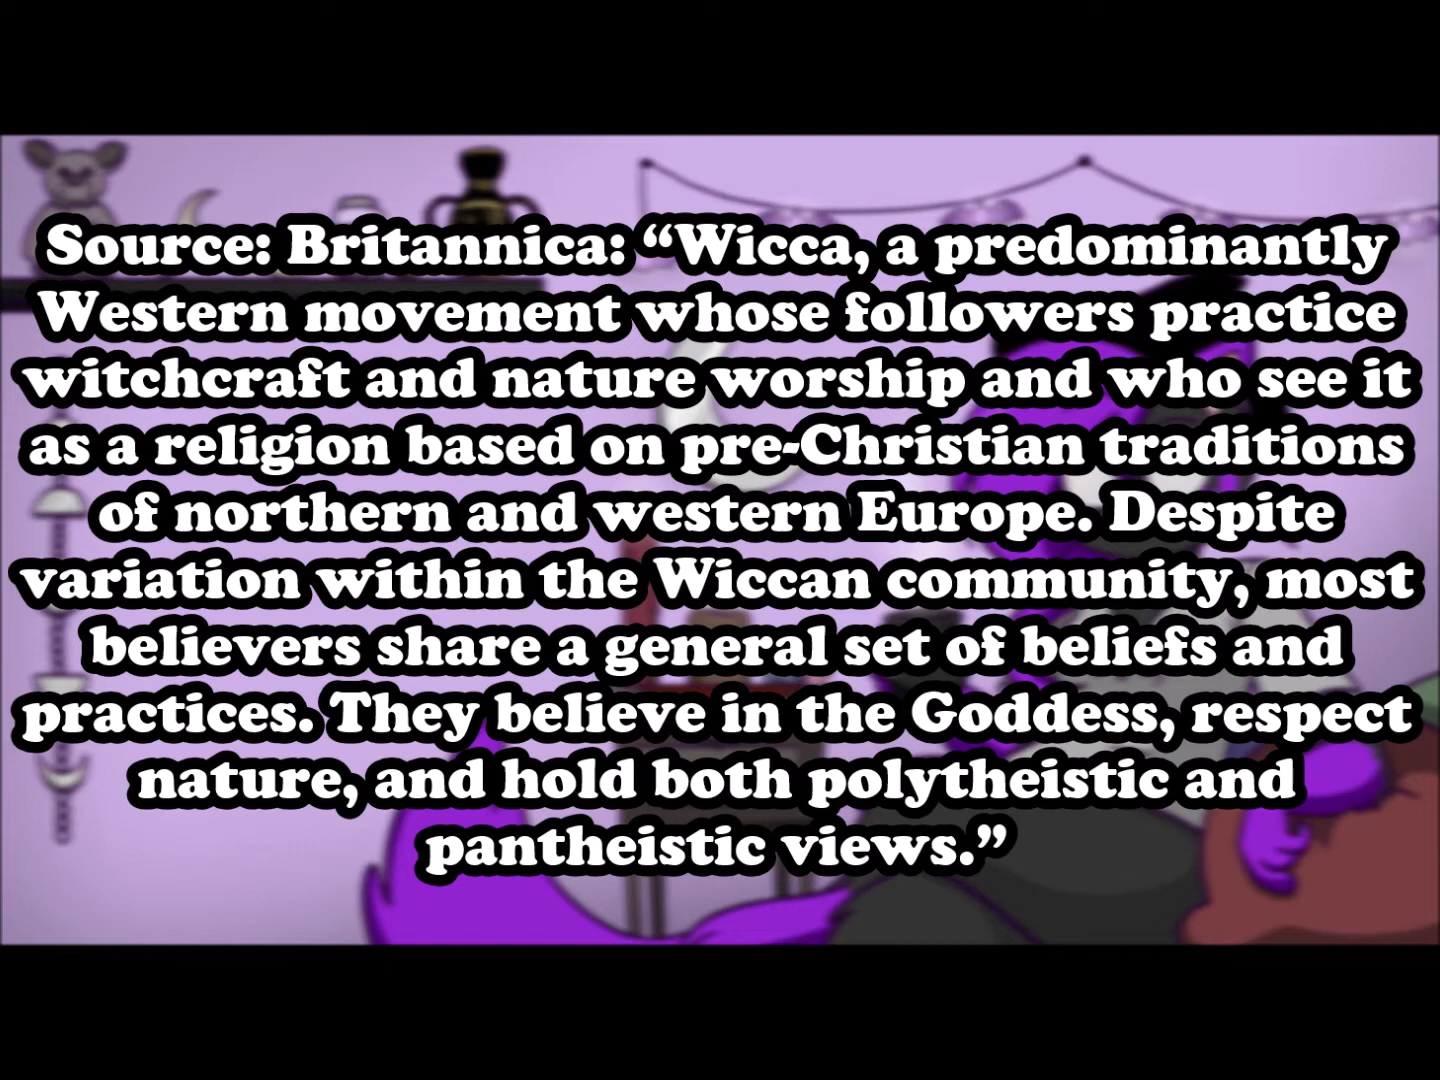 Source: Britannica: “Wicca, a predominantly
Western movement whose followers practice
witchcraft and nature worship and who see it
as a religion based on pre-Christian traditions
of northern and western Europe. Despite
variation within the Wiccan community, most
believers share a general set of beliefs and
practices. They believe in the Goddess, respect
nature, and hold both polytheistic and
pantheistic views.”